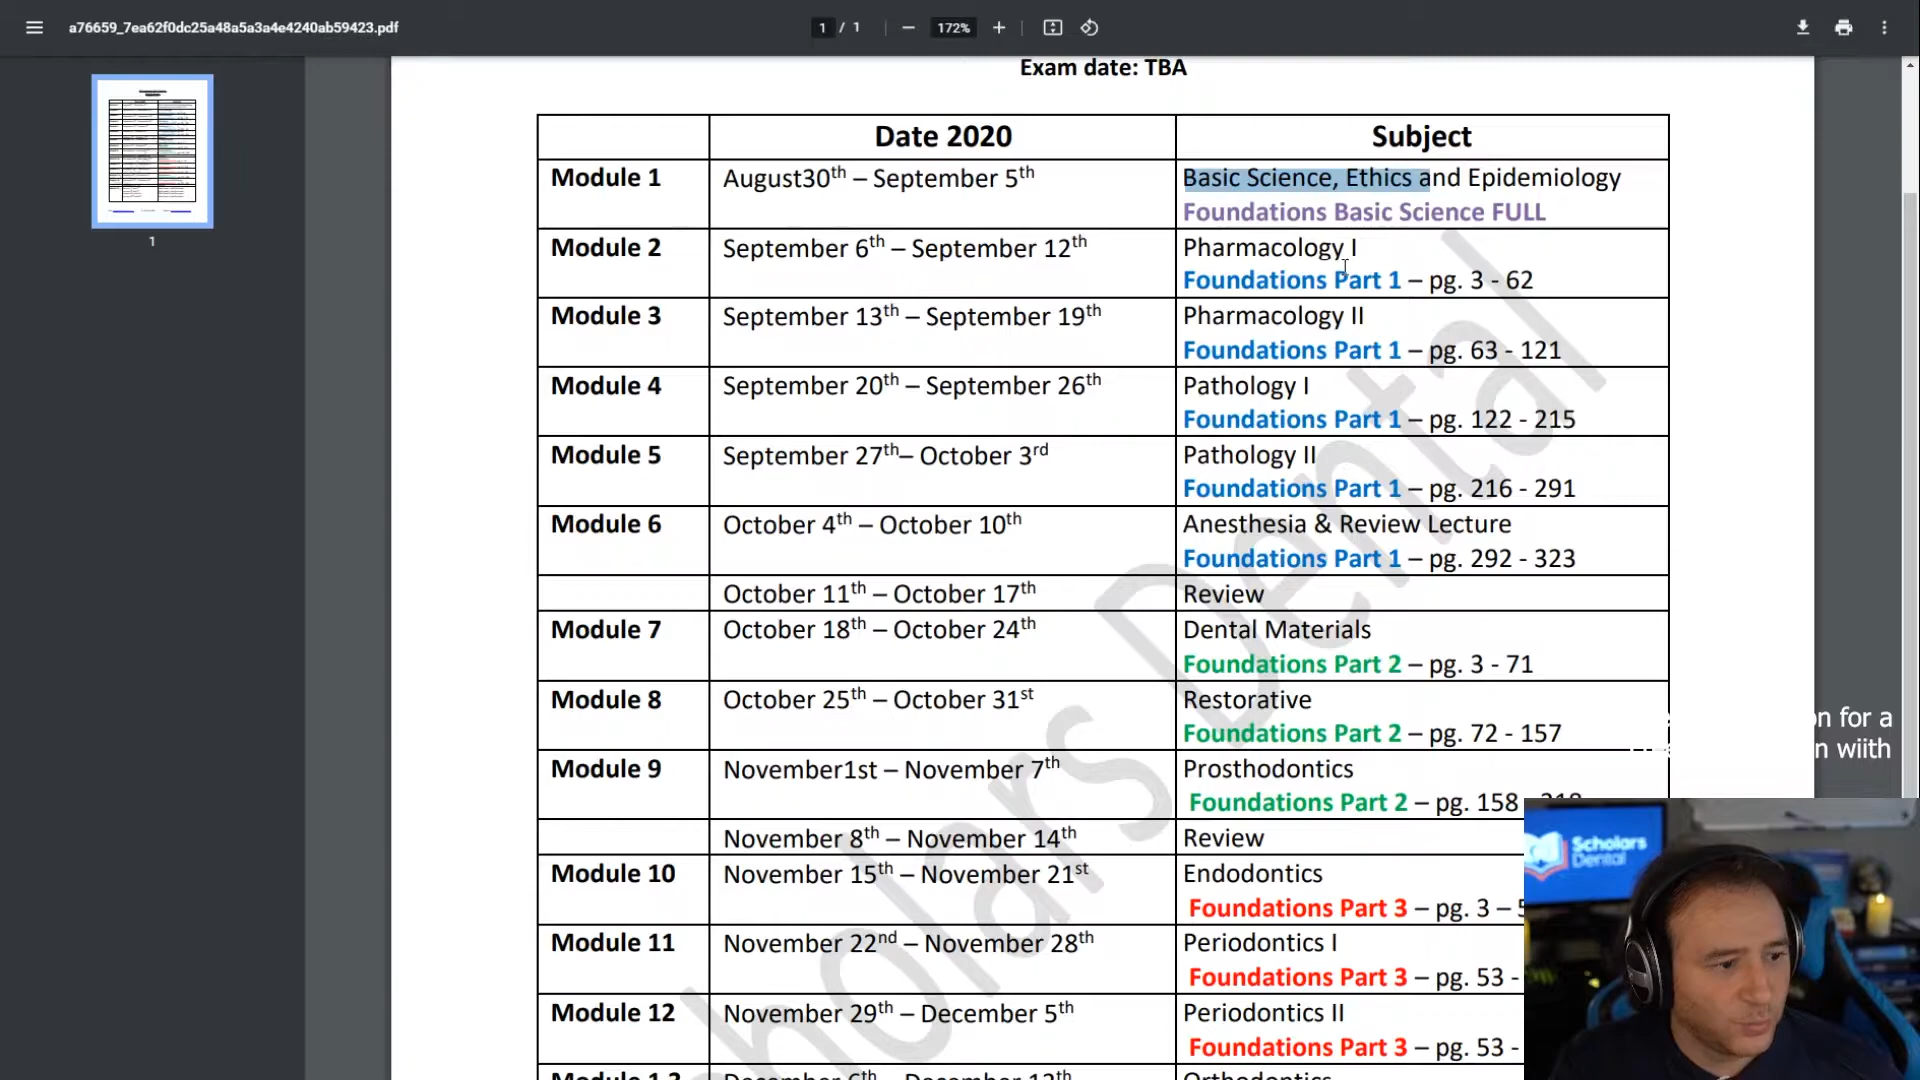 a76659_7ea62f0dc25a48a5a3a4e4240ab59423.pdf
1 / 1
172%
1
Exam date: TBA
Date 2020 Subject
Module 1 August30th – September 5th Basic Science, Ethics and Epidemiology
Foundations Basic Science FULL
Module 2 September 6th – September 12th Pharmacology I
Foundations Part 1 – pg. 3 - 62
Module 3 September 13th – September 19th Pharmacology II
Foundations Part 1 – pg. 63 - 121
Module 4 September 20th – September 26th Pathology I
Foundations Part 1 – pg. 122 - 215
Module 5 September 27th– October 3rd Pathology II
Foundations Part 1 – pg. 216 - 291
Module 6 October 4th – October 10th Anesthesia & Review Lecture
Foundations Part 1 – pg. 292 - 323
October 11th – October 17th Review
Module 7 October 18th – October 24th Dental Materials
Foundations Part 2 – pg. 3 - 71
Module 8 October 25th – October 31st Restorative
Foundations Part 2 – pg. 72 - 157
on for a
wiith
Module 9 November1st – November 7th Prosthodontics
Foundations Part 2 – pg. 158
November 8th – November 14th Review
Module 10 November 15th – November 21st Endodontics
Foundations Part 3 – pg. 3 –
Module 11 November 22nd – November 28th Periodontics I
Foundations Part 3 – pg. 53 -
Module 12 November 29th – December 5th Periodontics II
Foundations Part 3 – pg. 53 -
December 6th – December 12th Orthodontics
Scholars
Dental
Scholars Dental